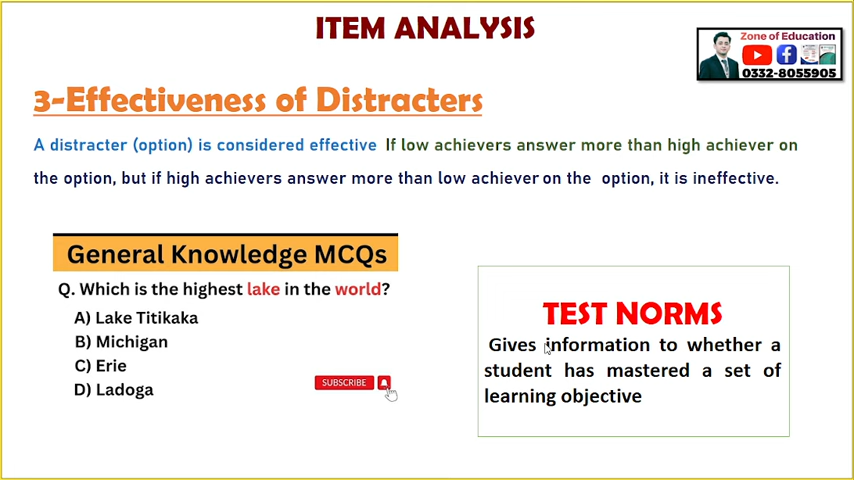 ITEM ANALYSIS
Zone of Education
0332-8055905
3-Effectiveness of Distracters
A distracter (option) is considered effective If low achievers answer more than high achiever on
the option, but if high achievers answer more than low achiever on the option, it is ineffective.
General Knowledge MCQs
Q. Which is the highest lake in the world?
A) Lake Titikaka
B) Michigan
C) Erie
D) Ladoga
SUBSCRIBE
TEST NORMS
Gives information to whether a
student has mastered a set of
learning objective